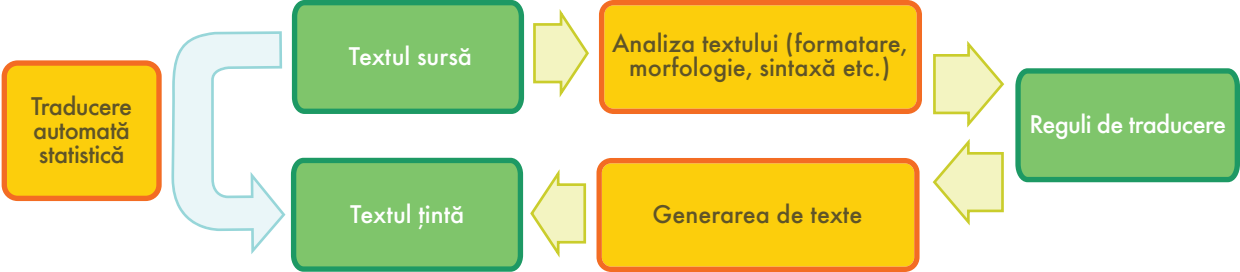 Textul sursă
Analiza textului (formatare,
morfologie, sintaxă etc.)
Traducere
automată
statistică
Reguli de traducere
Textul țintă
Generarea de texte